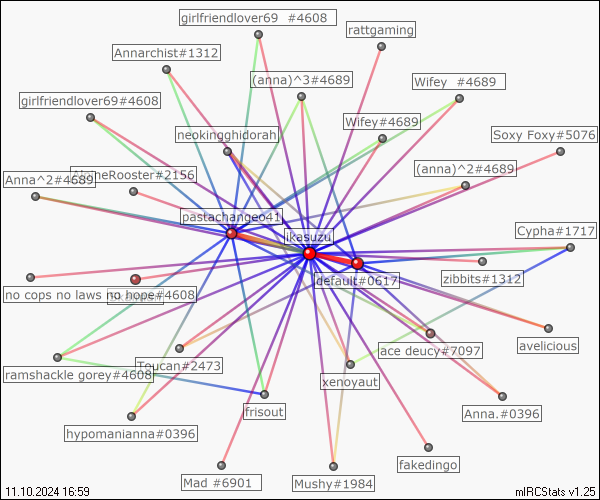 girlfriendlover69 #4608
rattgaming
Annarchist#1312
(anna)^3#4689
Wifey #4689
girlfriendlover69#4608
neokingghidorah
Wifey#4689
Soxy Foxy#5076
(anna)^2#4689
Anna^2#4689
#2156
pastachangeo41
ikasuzu
Cypha#1717
default#0617
zibbits#1312
no cops no laws no hope#4608
avelicious
ace deucy#7097
Toucan#2473
ramshackle gorey#4608
xenoyaut
frisout
Anna.#0396
hypomanianna#0396
fakedingo
Mad #6901
Mushy#1984
11.10.2024 16:59
mIRCStats v1.25